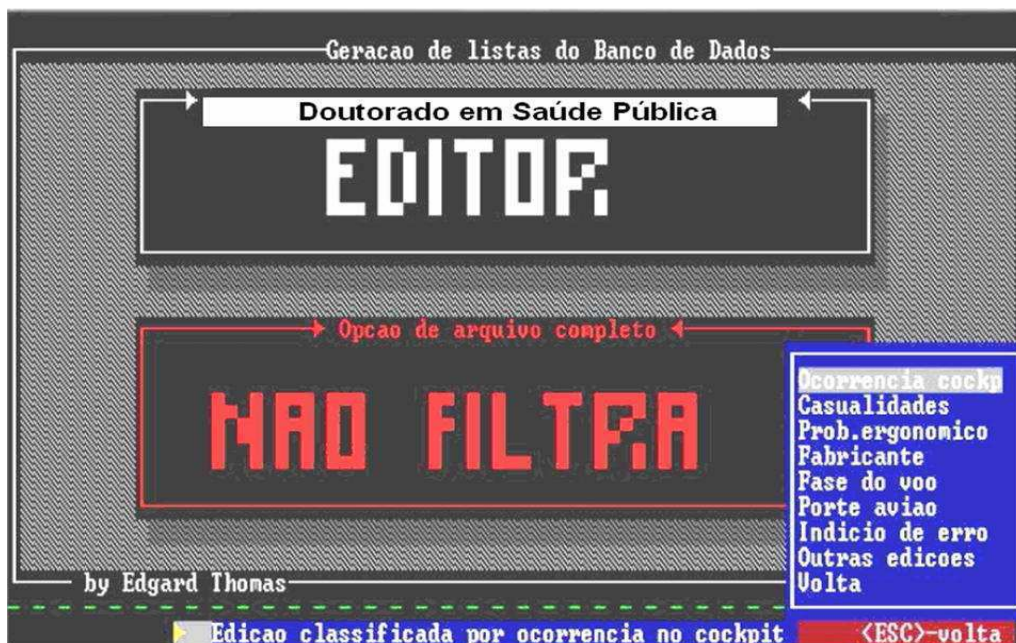 Geracao de listas do Banco de Dados
Doutorado em Saúde Pública
EDITOR
Opcao de arquivo completo
NAO FILTRA
Ocorrencia cockp
Casualidades
Prob.ergonomico
Fabricante
Fase do voo
Porte aviao
Indicio de erro
Outras edicoes
Volta
by Edgard Thomas
Edicao classificada por ocorrencia no cockpit
<ESC>-volta